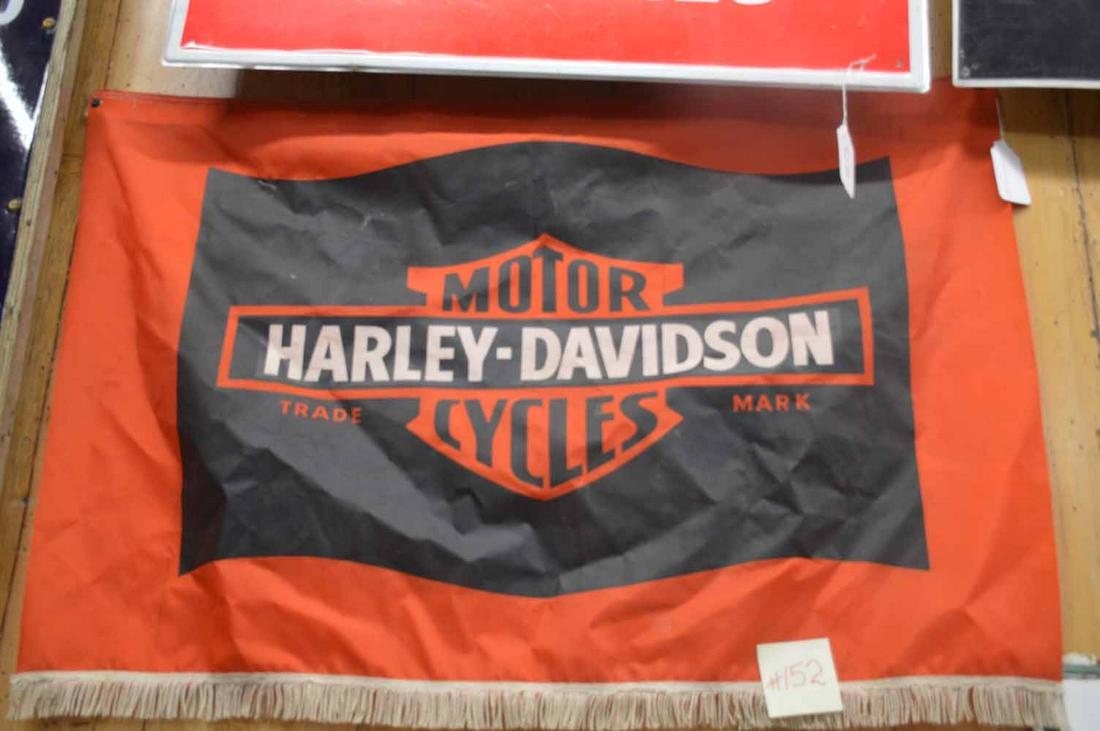 MOTOR
HARLEY-DAVIDSON
TRADE MARK
CYCLES
#152